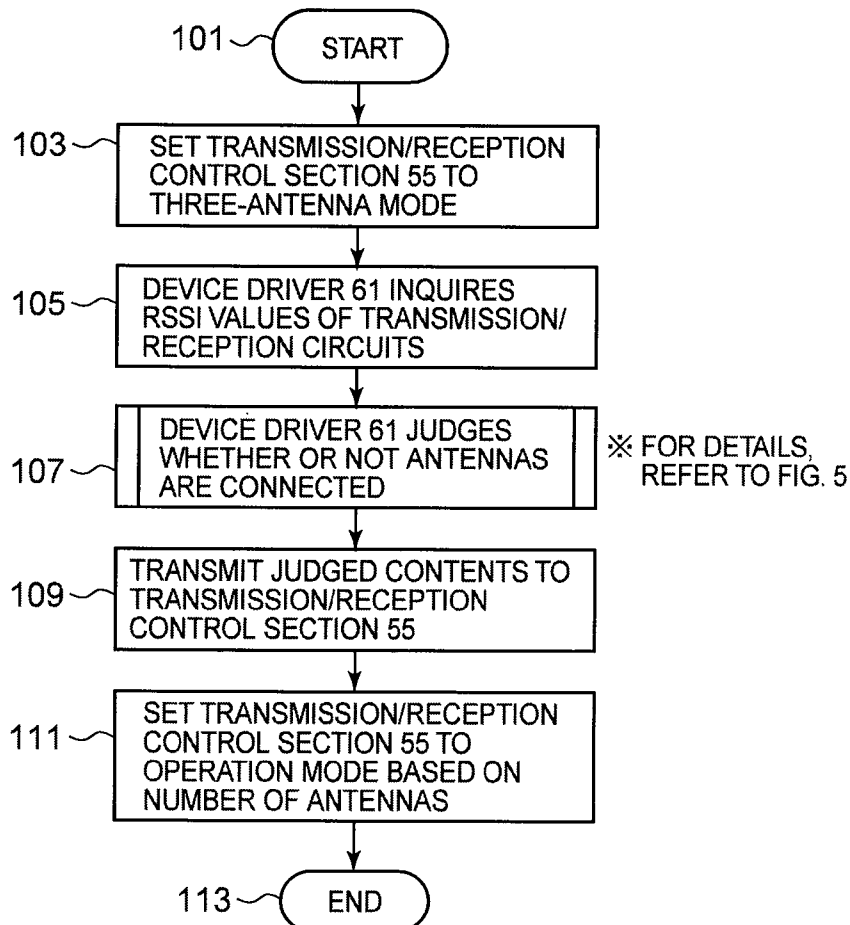 101 START
103 SET TRANSMISSION/RECEPTION
CONTROL SECTION 55 TO
THREE-ANTENNA MODE
105 DEVICE DRIVER 61 INQUIRES
RSSI VALUES OF TRANSMISSION/
RECEPTION CIRCUITS
107 DEVICE DRIVER 61 JUDGES
WHETHER OR NOT ANTENNAS
ARE CONNECTED
※ FOR DETAILS,
REFER TO FIG. 5
109 TRANSMIT JUDGED CONTENTS TO
TRANSMISSION/RECEPTION
CONTROL SECTION 55
111 SET TRANSMISSION/RECEPTION
CONTROL SECTION 55 TO
OPERATION MODE BASED ON
NUMBER OF ANTENNAS
113 END